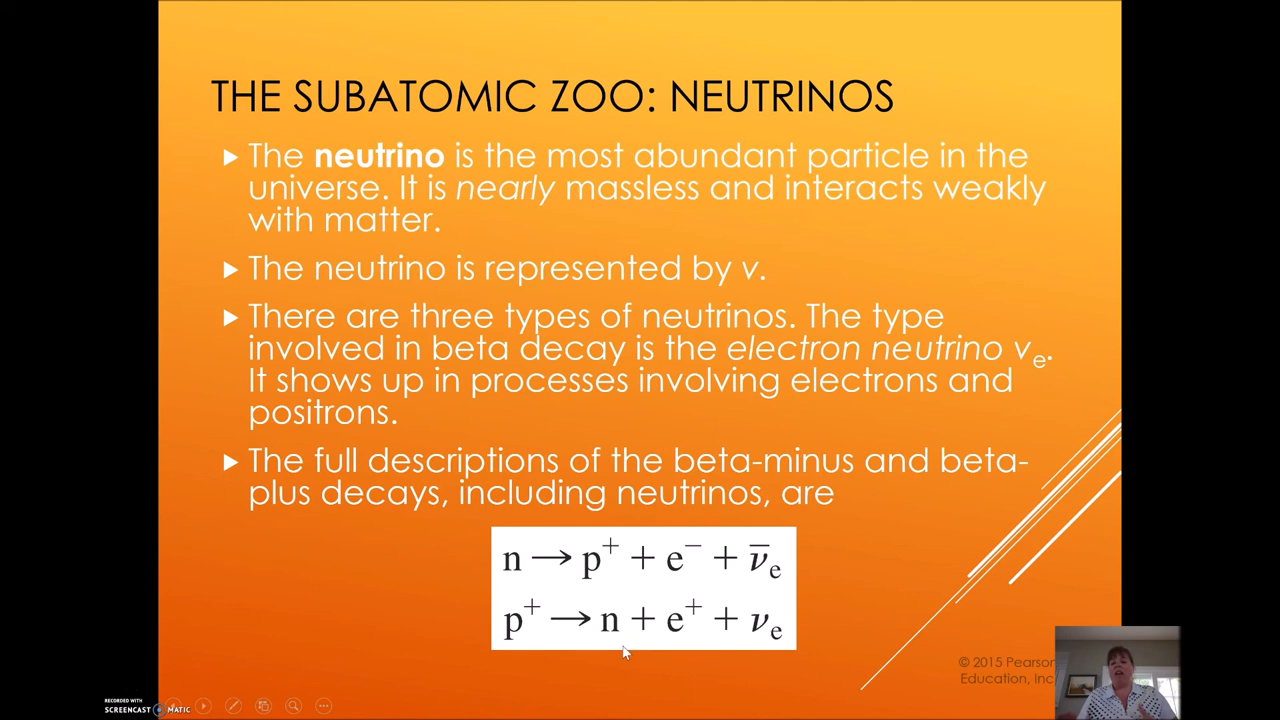 THE SUBATOMIC ZOO: NEUTRINOS
The neutrino is the most abundant particle in the
universe. It is nearly massless and interacts weakly
with matter.
The neutrino is represented by ν.
There are three types of neutrinos. The type
involved in beta decay is the electron neutrino νₑ.
It shows up in processes involving electrons and
positrons.
The full descriptions of the beta-minus and beta-
plus decays, including neutrinos, are
n → p⁺ + e⁻ + ν̅ₑ
p⁺ → n + e⁺ + νₑ
© 2015 Pearson
Education, Inc
RECORDED WITH
SCREENCAST MATIC